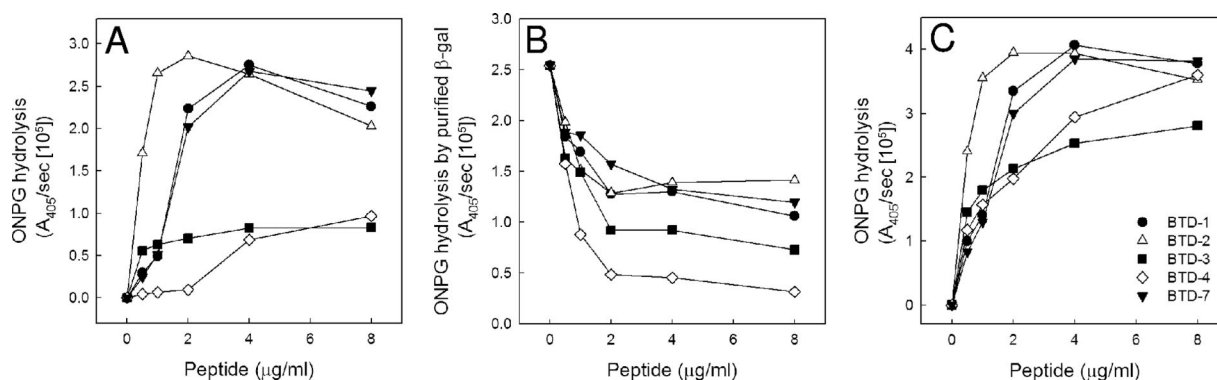 A
ONPG hydrolysis
(A405/sec [10⁵])
3.0
2.5
2.0
1.5
1.0
0.5
0.0
0
2
4
6
8
Peptide (μg/ml)
B
ONPG hydrolysis by purified β-gal
(A405/sec [10⁵])
3.0
2.5
2.0
1.5
1.0
0.5
0.0
0
2
4
6
8
Peptide (μg/ml)
C
ONPG hydrolysis
(A405/sec [10⁵])
4
3
2
1
0
0
2
4
6
8
Peptide (μg/ml)
BTD-1
BTD-2
BTD-3
BTD-4
BTD-7